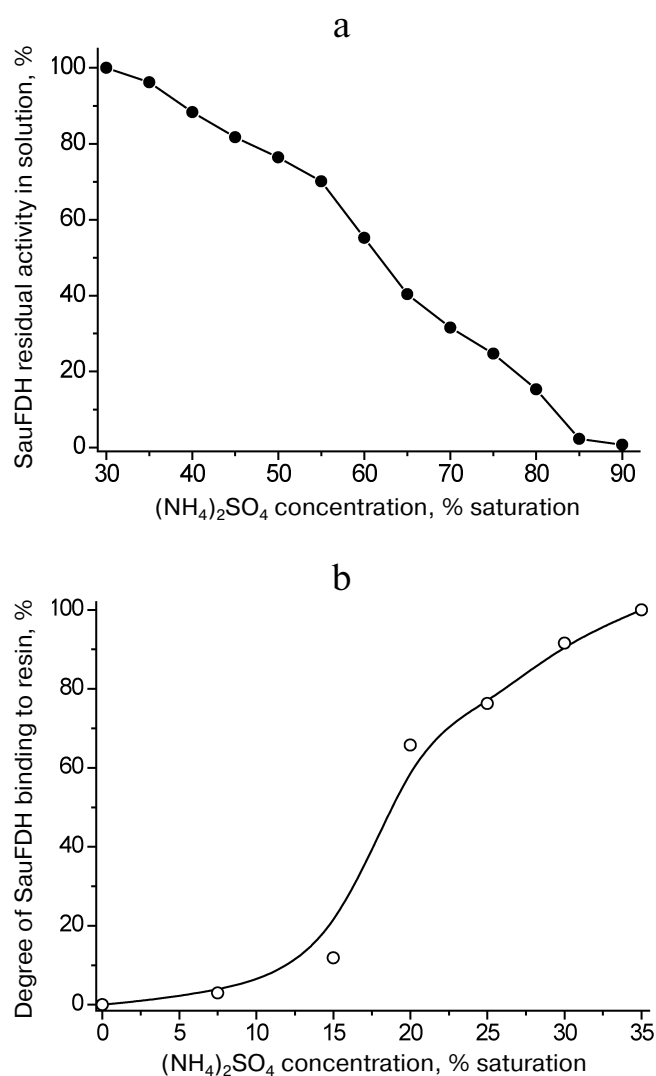 a
SauFDH residual activity in solution, %
100
80
60
40
20
0
30 40 50 60 70 80 90
(NH4)2SO4 concentration, % saturation
b
Degree of SauFDH binding to resin, %
100
80
60
40
20
0
0 5 10 15 20 25 30 35
(NH4)2SO4 concentration, % saturation